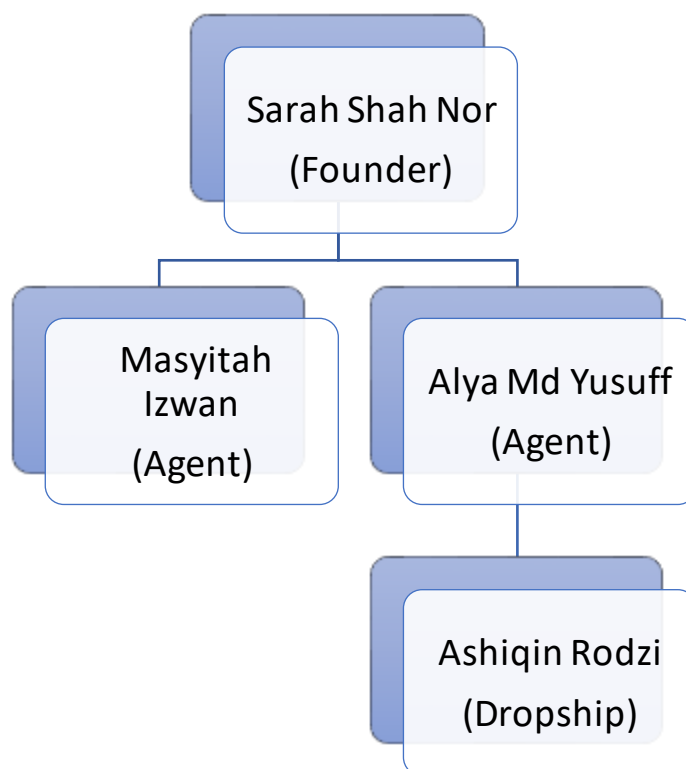 Sarah Shah Nor
(Founder)
Masyitah
Izwan
(Agent)
Alya Md Yusuff
(Agent)
Ashiqin Rodzi
(Dropship)